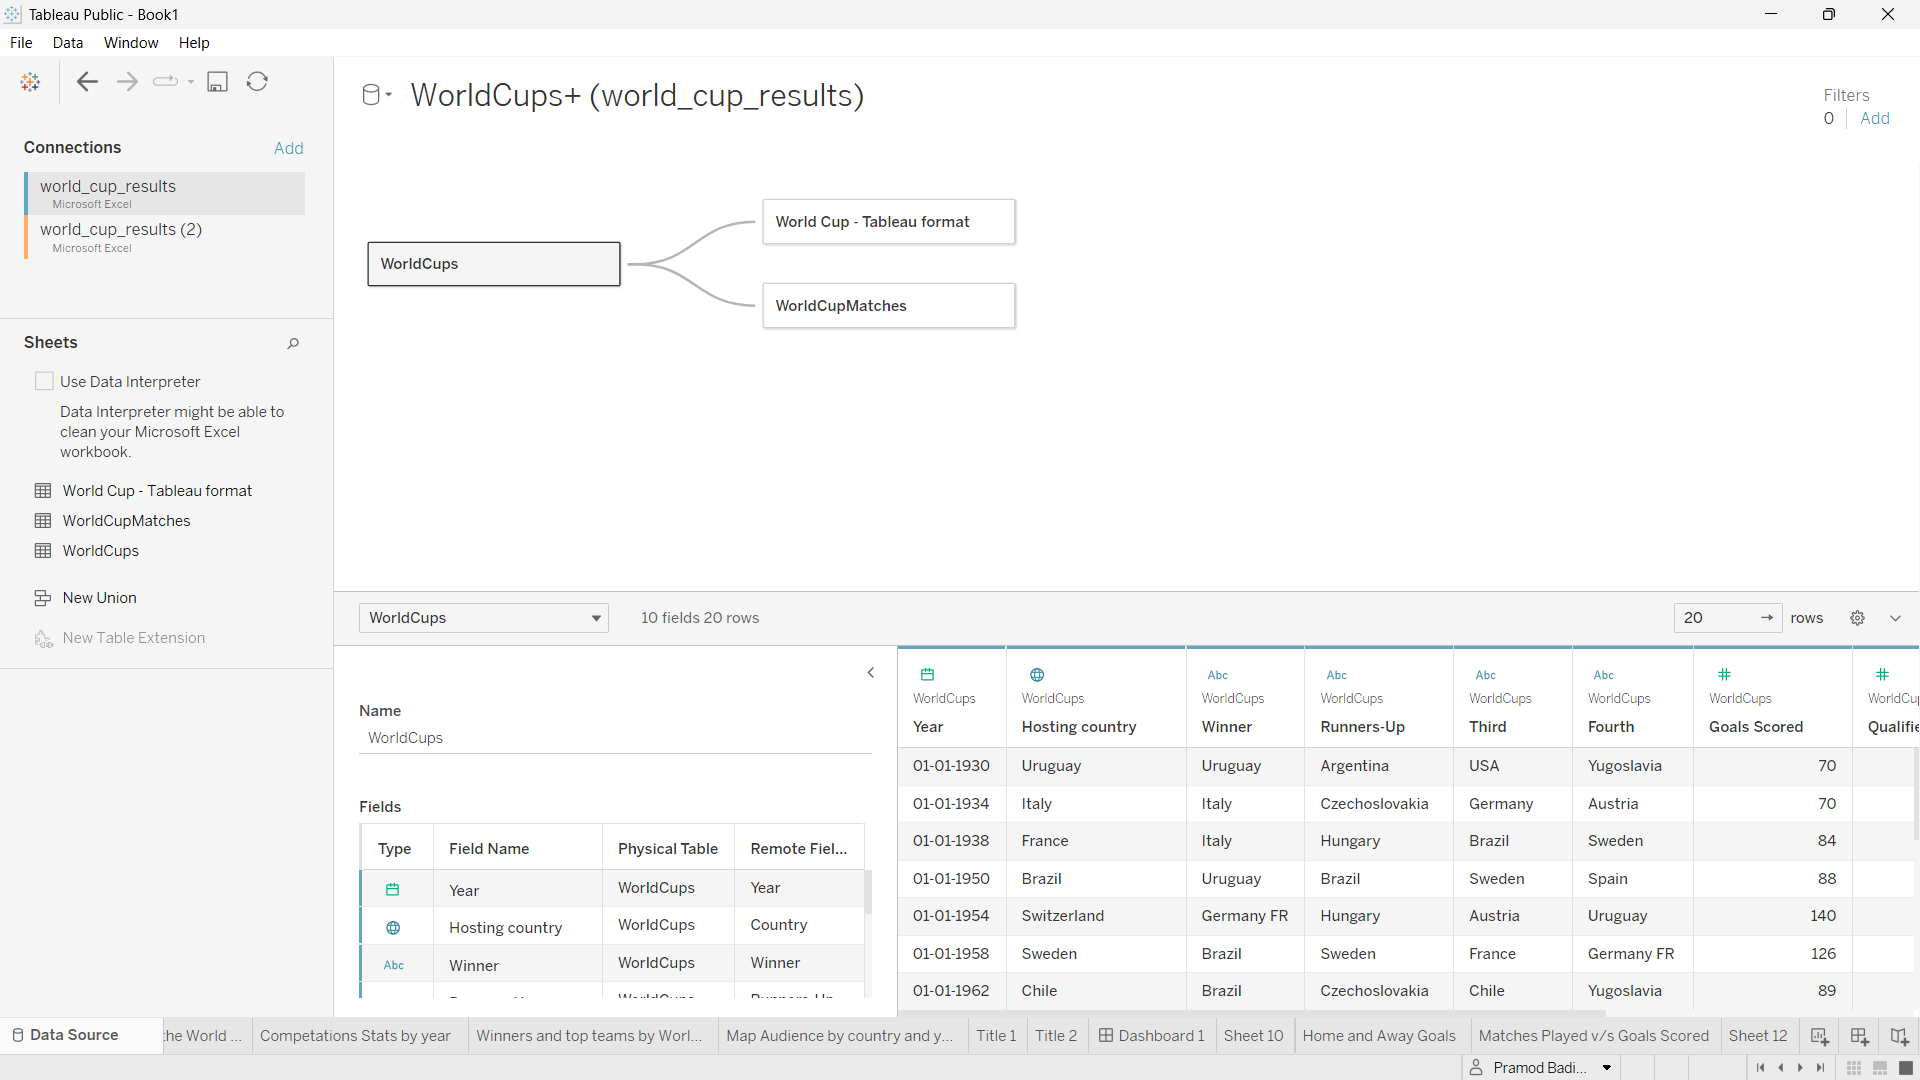 Tableau Public - Book1
File Data Window Help
Connections Add
world_cup_results
Microsoft Excel
world_cup_results (2)
Microsoft Excel
Sheets
Use Data Interpreter
Data Interpreter might be able to
clean your Microsoft Excel
workbook.
World Cup - Tableau format
WorldCupMatches
WorldCups
New Union
New Table Extension
WorldCups+ (world_cup_results)
Filters
0 Add
WorldCups
World Cup - Tableau format
WorldCupMatches
WorldCups 10 fields 20 rows 20 → rows
Name
WorldCups
Fields
Type Field Name Physical Table Remote Fiel...
Year WorldCups Year
Hosting country WorldCups Country
Abc Winner WorldCups Winner
Abc Abc Abc Abc
WorldCups WorldCups WorldCups WorldCups WorldCups WorldCups WorldCups WorldCup
Year Hosting country Winner Runners-Up Third Fourth Goals Scored Qualifie
01-01-1930 Uruguay Uruguay Argentina USA Yugoslavia 70
01-01-1934 Italy Italy Czechoslovakia Germany Austria 70
01-01-1938 France Italy Hungary Brazil Sweden 84
01-01-1950 Brazil Uruguay Brazil Sweden Spain 88
01-01-1954 Switzerland Germany FR Hungary Austria Uruguay 140
01-01-1958 Sweden Brazil Sweden France Germany FR 126
01-01-1962 Chile Brazil Czechoslovakia Chile Yugoslavia 89
Data Source the World ... Competations Stats by year Winners and top teams by Worl... Map Audience by country and y... Title 1 Title 2 Dashboard 1 Sheet 10 Home and Away Goals Matches Played v/s Goals Scored Sheet 12
Pramod Badi...